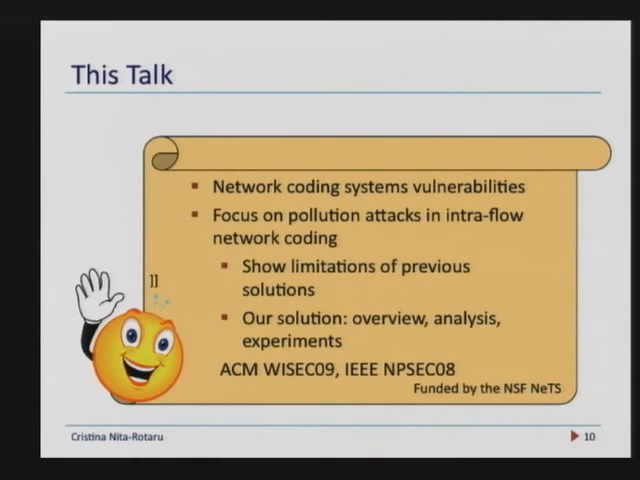 This Talk
Network coding systems vulnerabilities
Focus on pollution attacks in intra-flow
network coding
Show limitations of previous
solutions
Our solution: overview, analysis,
experiments
ACM WISEC09, IEEE NPSEC08
Funded by the NSF NeTS
Cristina Nita-Rotaru
10